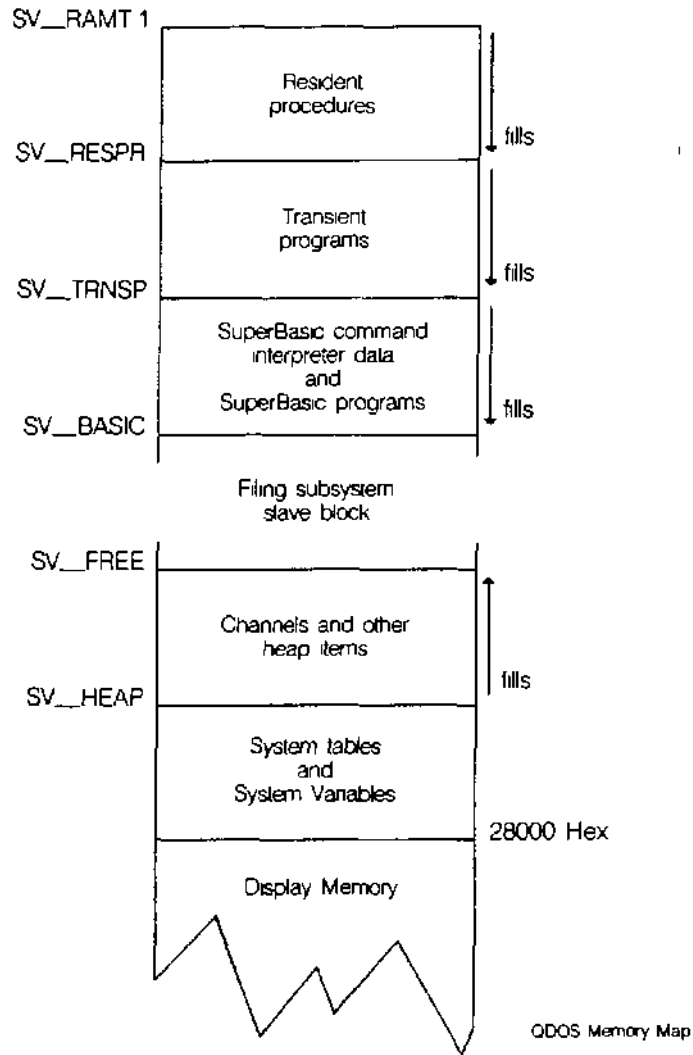 SV__RAMT 1
Resident
procedures
fills
SV__RESPR
Transient
programs
fills
SV__TRNSP
SuperBasic command
interpreter data
and
SuperBasic programs
fills
SV__BASIC
Filing subsystem
slave block
SV__FREE
Channels and other
heap items
fills
SV__HEAP
System tables
and
System Variables
28000 Hex
Display Memory
QDOS Memory Map